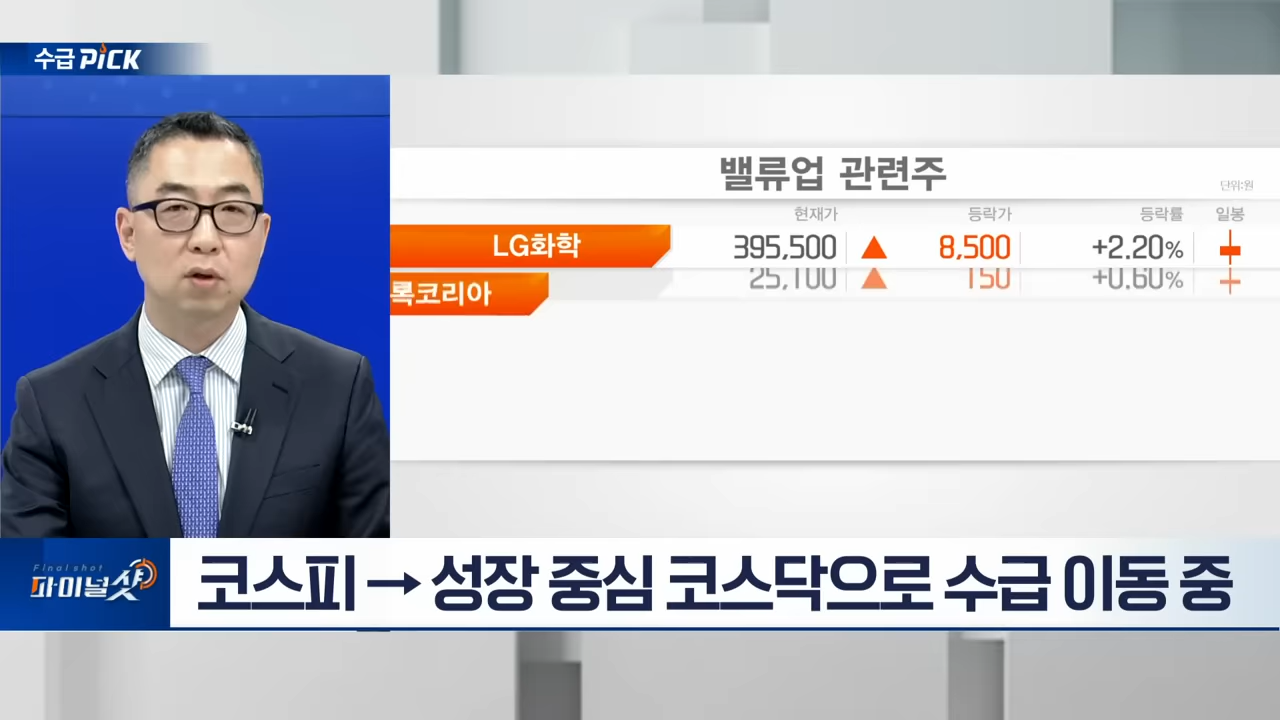 수급 PICK
밸류업 관련주
단위:원
현재가 등락가 등락률 일봉
LG화학 395,500 ▲ 8,500 +2.20%
록코리아 25,100 ▲ 150 +0.60%
Final shot
파이널샷
코스피→성장 중심 코스닥으로 수급 이동 중